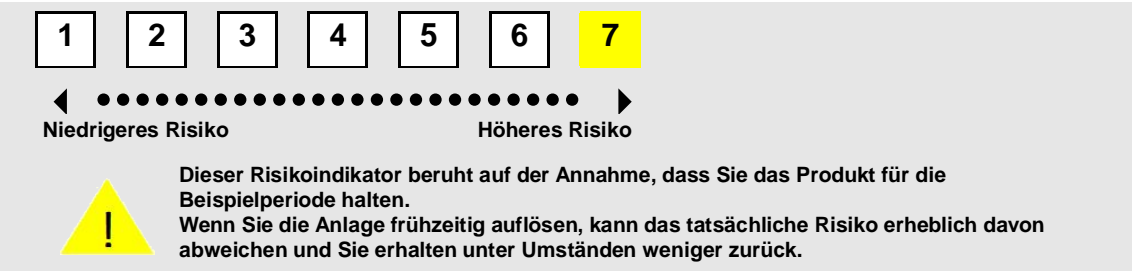 1 2 3 4 5 6 7
Niedrigeres Risiko Höheres Risiko
Dieser Risikoindikator beruht auf der Annahme, dass Sie das Produkt für die
Beispielperiode halten.
Wenn Sie die Anlage frühzeitig auflösen, kann das tatsächliche Risiko erheblich davon
abweichen und Sie erhalten unter Umständen weniger zurück.
!